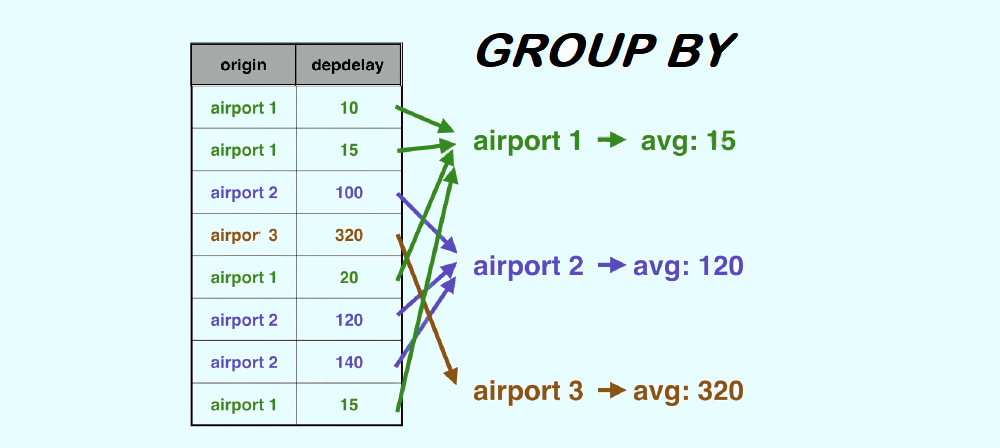 GROUP BY
origin depdelay
airport 1 10
airport 1 15
airport 2 100
airpor 3 320
airport 1 20
airport 2 120
airport 2 140
airport 1 15
airport 1 → avg: 15
airport 2 → avg: 120
airport 3 → avg: 320